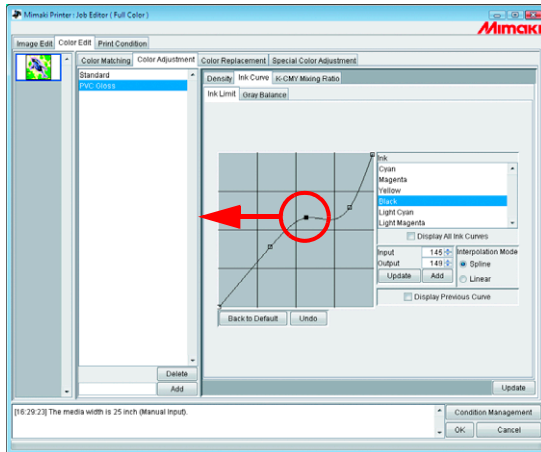 Mimaki Printer : Job Editor ( Full Color )
Mimaki
Image Edit Color Edit Print Condition
Color Matching Color Adjustment Color Replacement Special Color Adjustment
Standard
PVC Gloss
Density Ink Curve K-CMY Mixing Ratio
Ink Limit Gray Balance
Ink
Cyan
Magenta
Yellow
Black
Light Cyan
Light Magenta
Display All Ink Curves
Input 145 Interpolation Mode
Output 149 Spline
Update Add Linear
Display Previous Curve
Back to Default Undo
Delete
Add Update
[16:29:23] The media width is 25 inch (Manual Input).
Condition Management
OK Cancel